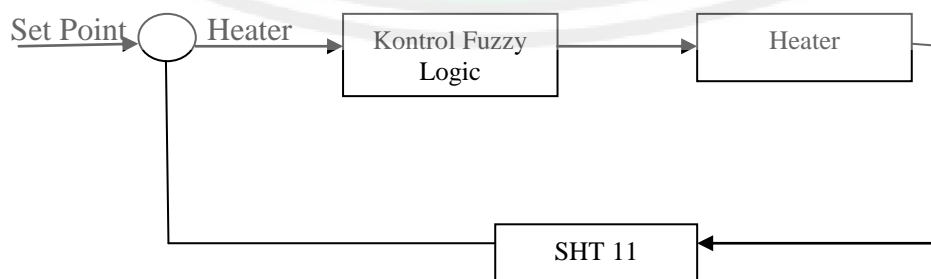 Set Point
Heater
Kontrol Fuzzy
Logic
Heater
SHT 11